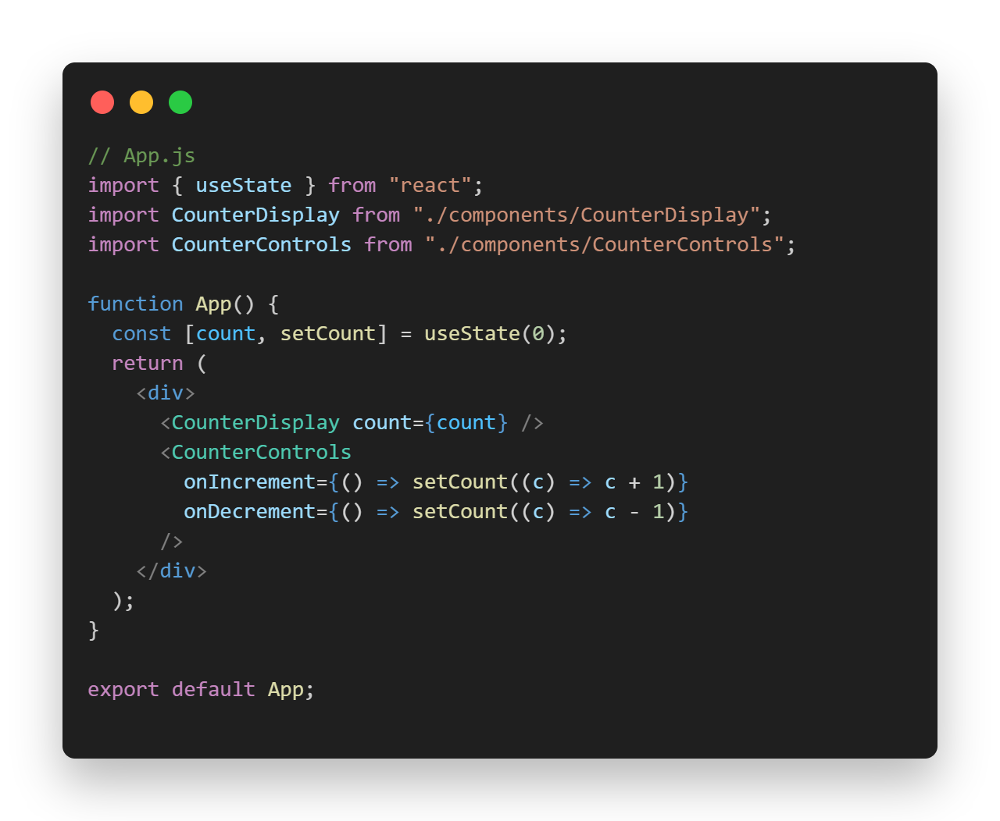 // App.js
import { useState } from "react";
import CounterDisplay from "./components/CounterDisplay";
import CounterControls from "./components/CounterControls";

function App() {
  const [count, setCount] = useState(0);
  return (
    <div>
      <CounterDisplay count={count} />
      <CounterControls
        onIncrement={() => setCount((c) => c + 1)}
        onDecrement={() => setCount((c) => c - 1)}
      />
    </div>
  );
}

export default App;